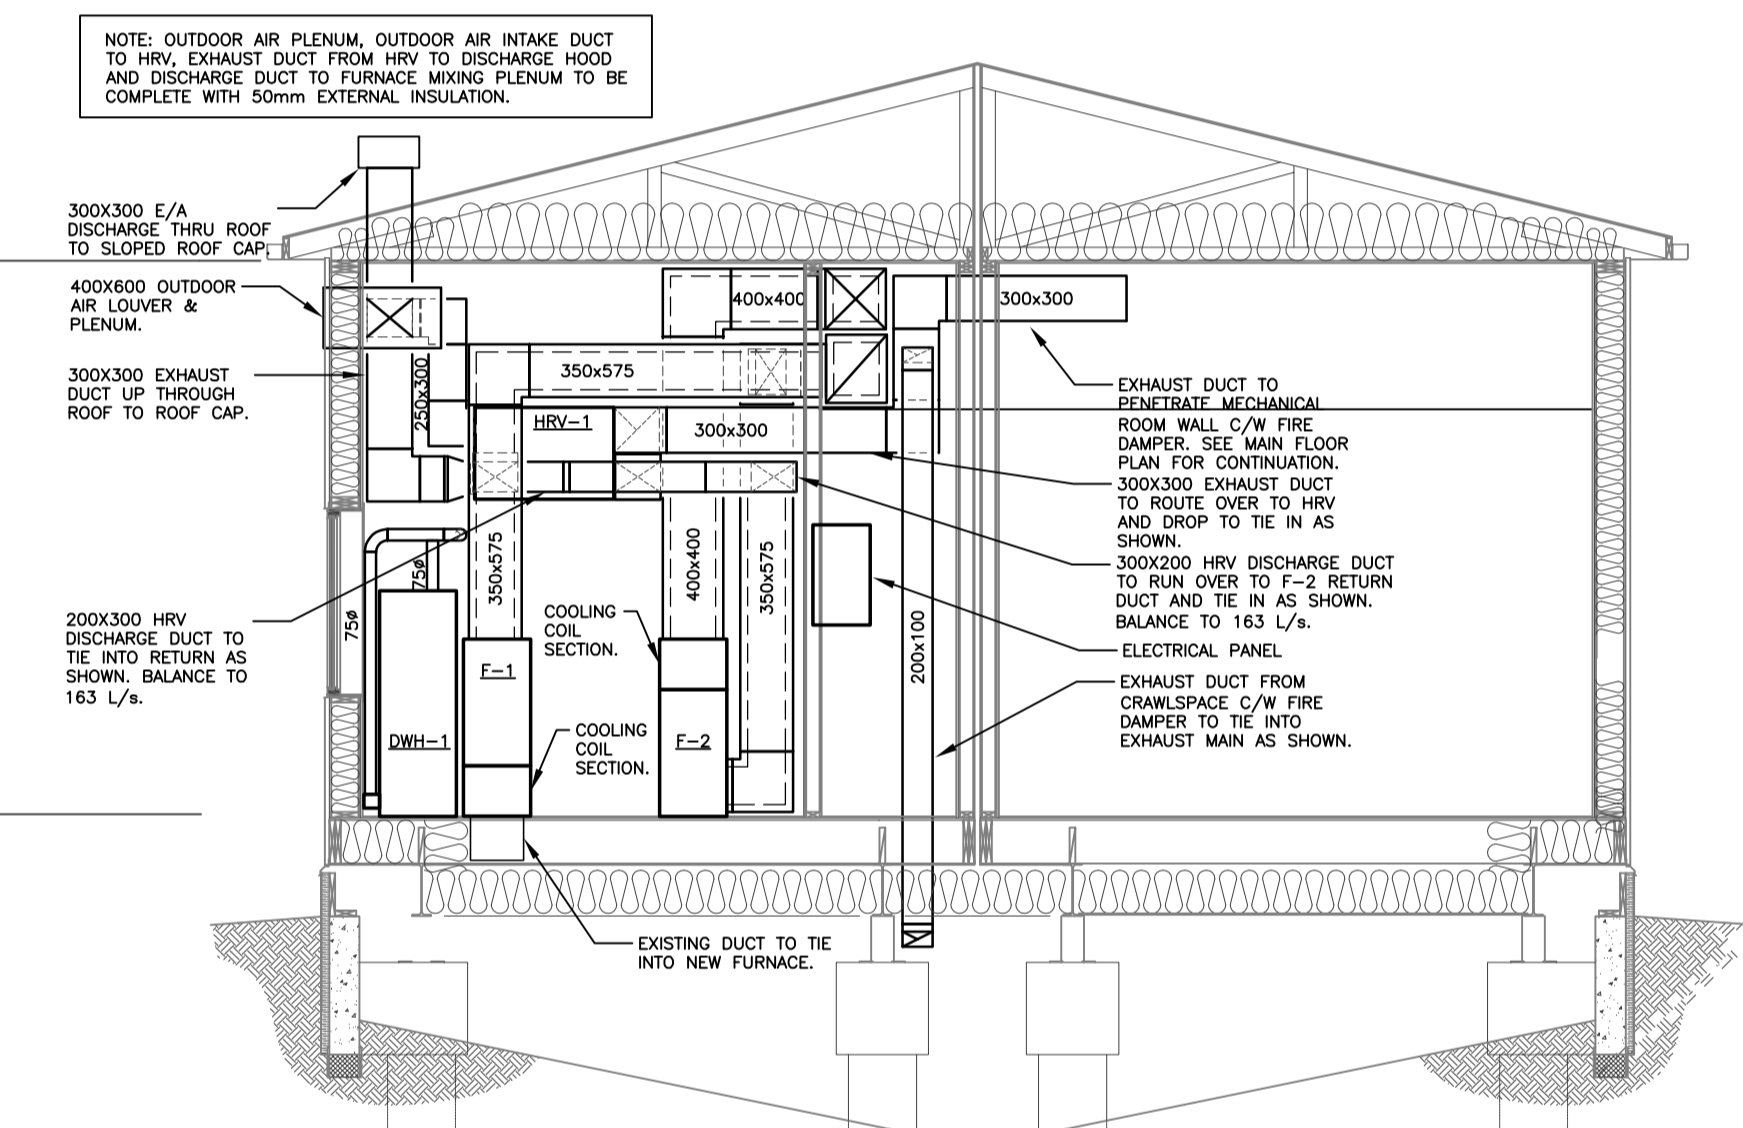 NOTE: OUTDOOR AIR PLENUM, OUTDOOR AIR INTAKE DUCT
TO HRV, EXHAUST DUCT FROM HRV TO DISCHARGE HOOD
AND DISCHARGE DUCT TO FURNACE MIXING PLENUM TO BE
COMPLETE WITH 50mm EXTERNAL INSULATION.
300X300 E/A
DISCHARGE THRU ROOF
TO SLOPED ROOF CAP.
400X600 OUTDOOR
AIR LOUVER &
PLENUM.
300X300 EXHAUST
DUCT UP THROUGH
ROOF TO ROOF CAP.
200X300 HRV
DISCHARGE DUCT TO
TIE INTO RETURN AS
SHOWN. BALANCE TO
163 L/s.
250x300
400x400
300x300
350x575
HRV-1
300x300
75ø
75ø
350x575
400x400
350x575
200x100
COOLING
COIL
SECTION.
F-1
DWH-1
COOLING
COIL
SECTION.
F-2
EXISTING DUCT TO TIE
INTO NEW FURNACE.
EXHAUST DUCT TO
PENETRATE MECHANICAL
ROOM WALL C/W FIRE
DAMPER. SEE MAIN FLOOR
PLAN FOR CONTINUATION.
300X300 EXHAUST DUCT
TO ROUTE OVER TO HRV
AND DROP TO TIE IN AS
SHOWN.
300X200 HRV DISCHARGE DUCT
TO RUN OVER TO F-2 RETURN
DUCT AND TIE IN AS SHOWN.
BALANCE TO 163 L/s.
ELECTRICAL PANEL
EXHAUST DUCT FROM
CRAWLSPACE C/W FIRE
DAMPER TO TIE INTO
EXHAUST MAIN AS SHOWN.